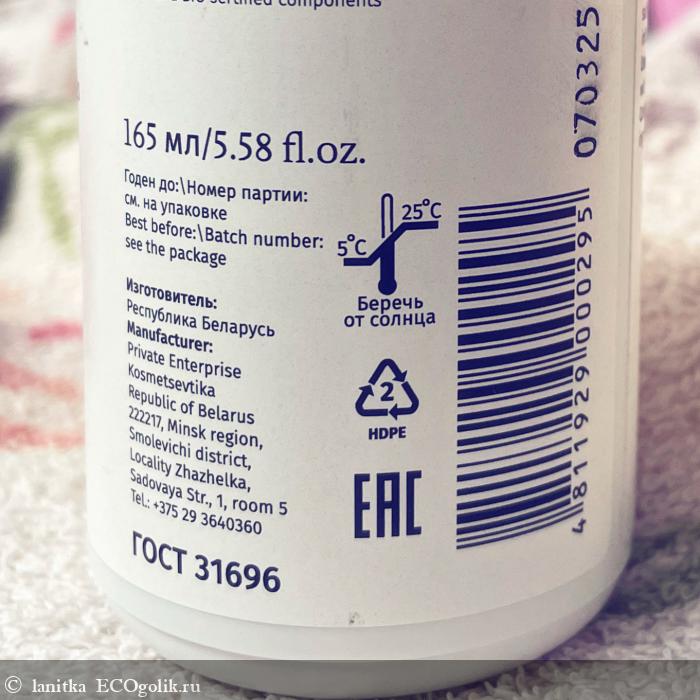 components
165 мл/5.58 fl.oz.
Годен до:\Номер партии:
см. на упаковке
Best before:\Batch number:
see the package
Изготовитель:
Республика Беларусь
Manufacturer:
Private Enterprise
Kosmetsevtika
Republic of Belarus
222217, Minsk region,
Smolevichi district,
Locality Zhazhelka,
Sadovaya Str., 1, room 5
Tel.: +375 29 3640360
ГОСТ 31696
25°C
5°C
Беречь
от солнца
2
HDPE
EAC
070325
4811929000295
© lanitka ECOgolik.ru